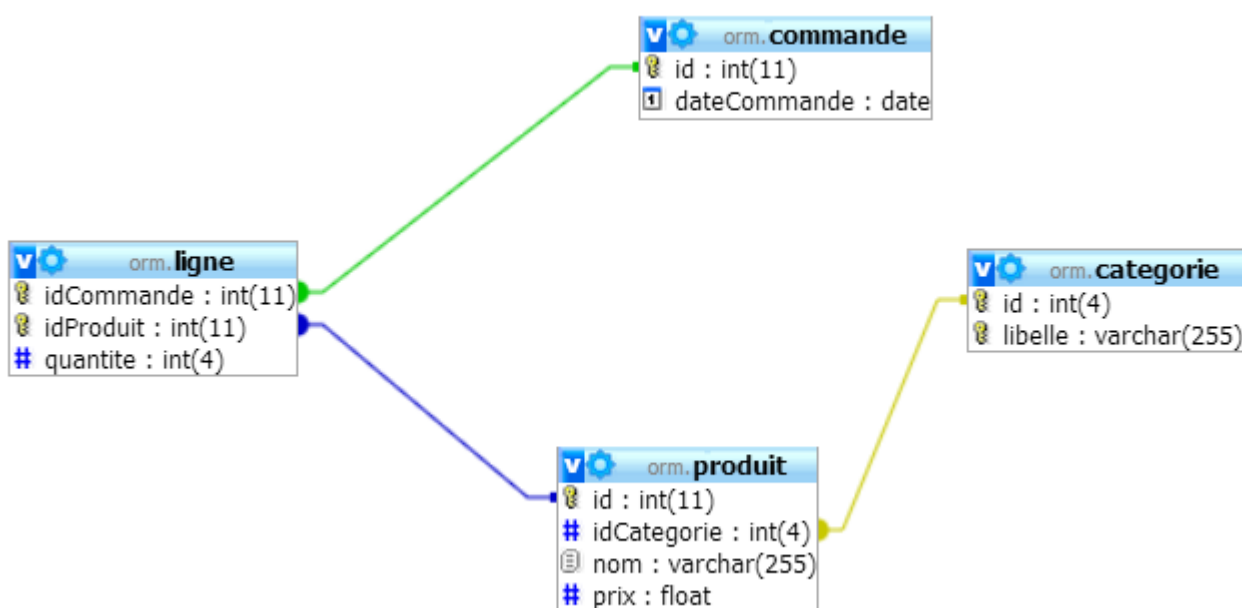 orm.commande
id : int(11)
dateCommande : date
orm.ligne
idCommande : int(11)
idProduit : int(11)
# quantite : int(4)
orm.categorie
id : int(4)
libelle : varchar(255)
orm.produit
id : int(11)
# idCategorie : int(4)
nom : varchar(255)
# prix : float